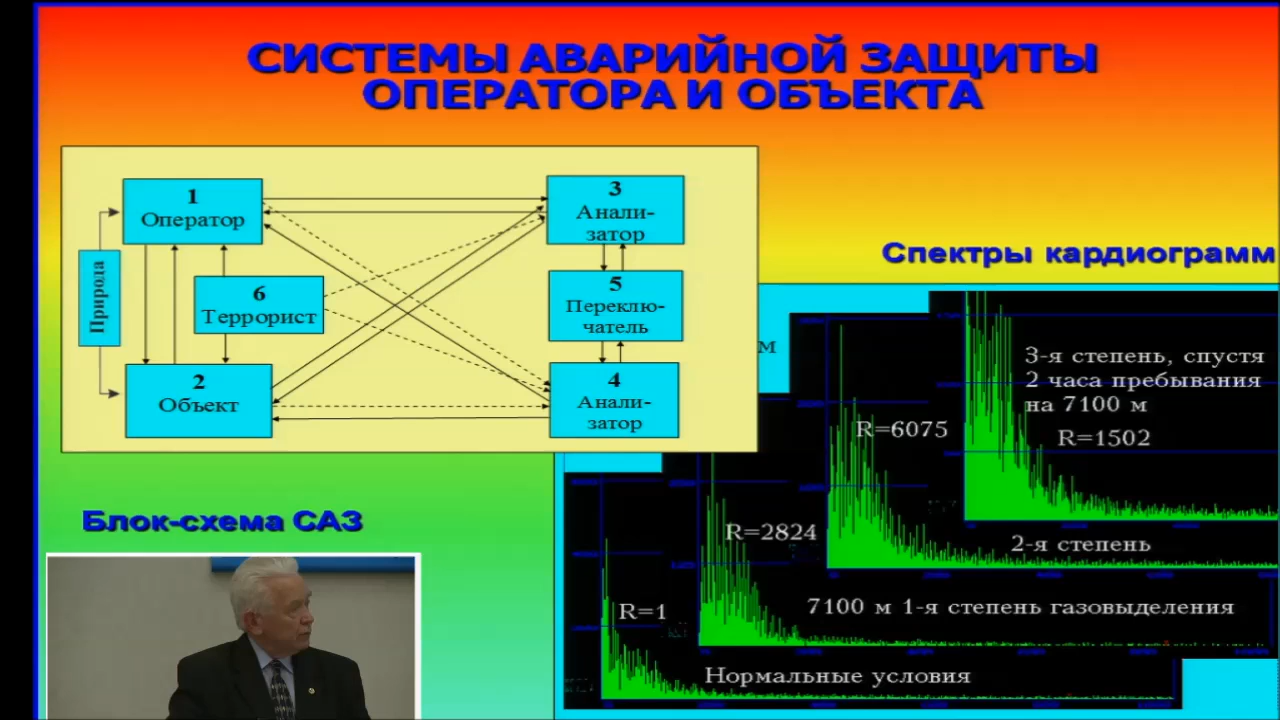 СИСТЕМЫ АВАРИЙНОЙ ЗАЩИТЫ
ОПЕРАТОРА И ОБЪЕКТА
1
Оператор
3
Анали-
затор
Природа
6
Террорист
5
Переклю-
чатель
2
Объект
4
Анали-
затор
Спектры кардиограмм
м
3-я степень, спустя
2 часа пребывания
на 7100 м
R=1502
R=6075
2-я степень
R=2824
7100 м 1-я степень газовыделения
R=1
Нормальные условия
Блок-схема САЗ